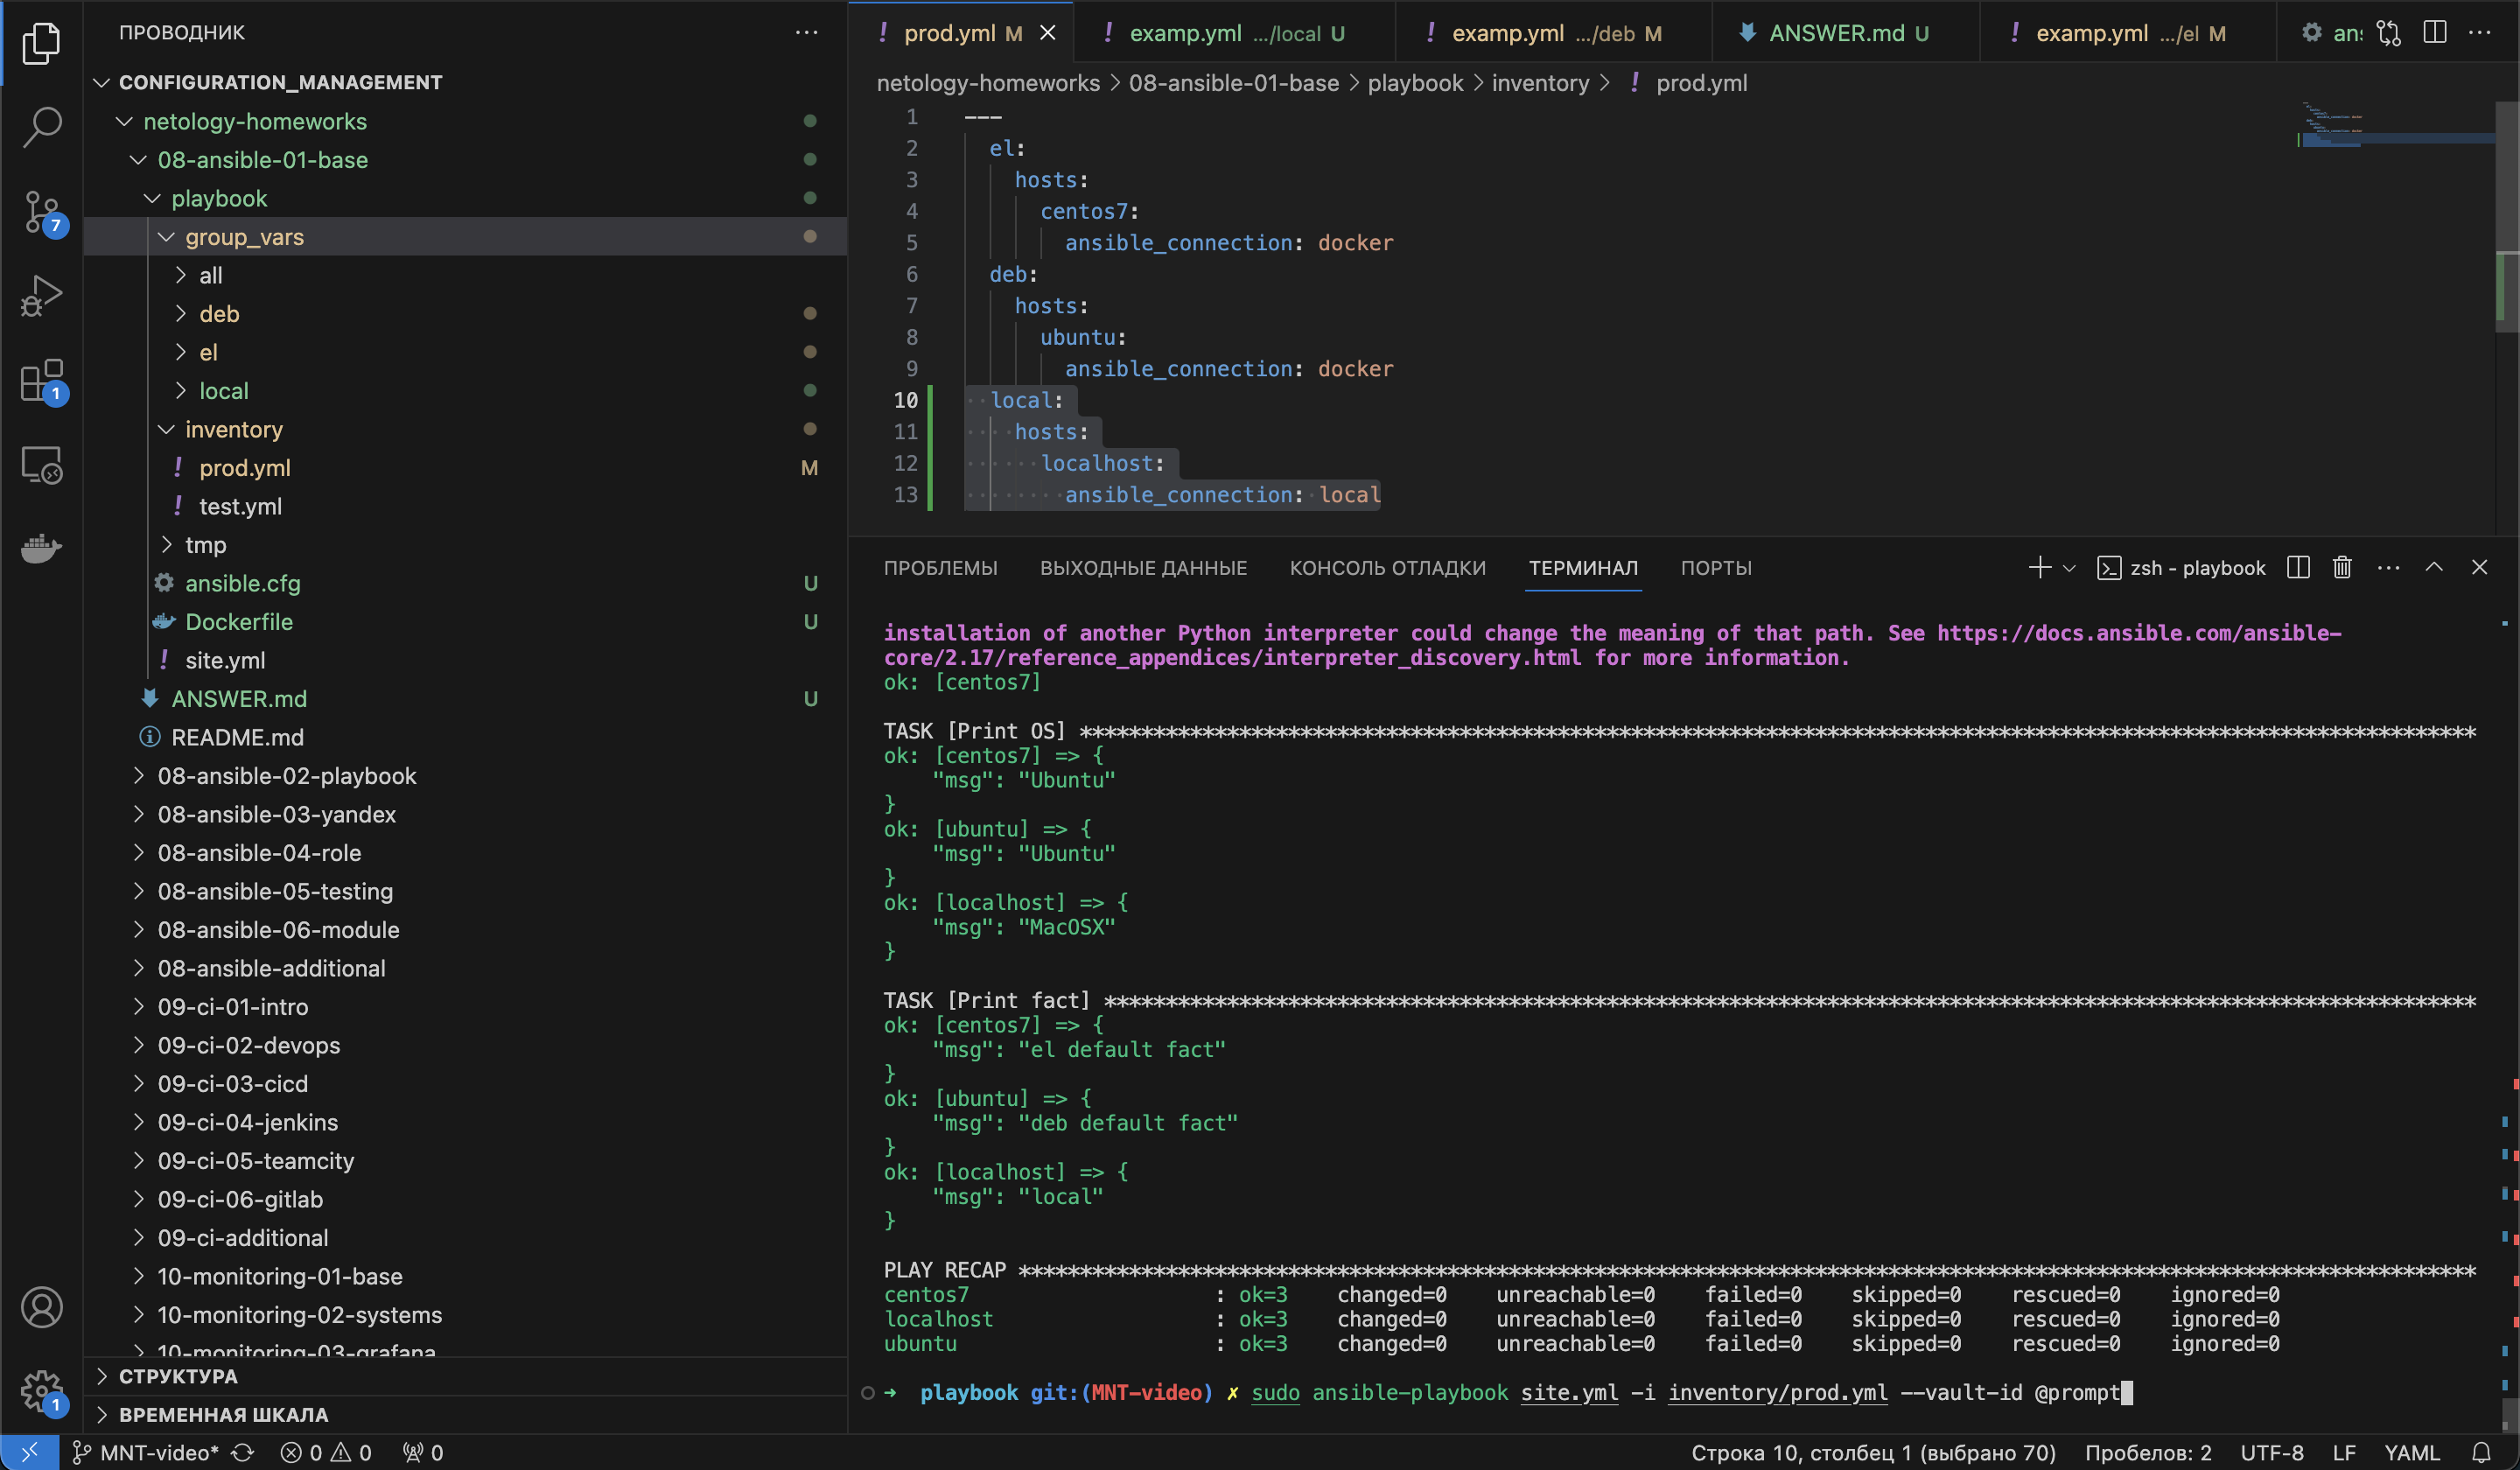 ПРОВОДНИК
CONFIGURATION_MANAGEMENT
netology-homeworks
08-ansible-01-base
playbook
group_vars
all
deb
el
local
inventory
prod.yml M
test.yml
tmp
ansible.cfg U
Dockerfile U
site.yml
ANSWER.md U
README.md
08-ansible-02-playbook
08-ansible-03-yandex
08-ansible-04-role
08-ansible-05-testing
08-ansible-06-module
08-ansible-additional
09-ci-01-intro
09-ci-02-devops
09-ci-03-cicd
09-ci-04-jenkins
09-ci-05-teamcity
09-ci-06-gitlab
09-ci-additional
10-monitoring-01-base
10-monitoring-02-systems
10-monitoring-03-grafana
СТРУКТУРА
ВРЕМЕННАЯ ШКАЛА
7
1
1
! prod.yml M ! examp.yml .../local U ! examp.yml .../deb M ANSWER.md U ! examp.yml .../el M
netology-homeworks > 08-ansible-01-base > playbook > inventory > ! prod.yml
1 ---
2 el:
3 hosts:
4 centos7:
5 ansible_connection: docker
6 deb:
7 hosts:
8 ubuntu:
9 ansible_connection: docker
10 local:
11 hosts:
12 localhost:
13 ansible_connection: local
ПРОБЛЕМЫ ВЫХОДНЫЕ ДАННЫЕ КОНСОЛЬ ОТЛАДКИ ТЕРМИНАЛ ПОРТЫ zsh - playbook
installation of another Python interpreter could change the meaning of that path. See https://docs.ansible.com/ansible-
core/2.17/reference_appendices/interpreter_discovery.html for more information.
ok: [centos7]
TASK [Print OS] ******************************************************************************************************************
ok: [centos7] => {
"msg": "Ubuntu"
}
ok: [ubuntu] => {
"msg": "Ubuntu"
}
ok: [localhost] => {
"msg": "MacOSX"
}
TASK [Print fact] ****************************************************************************************************************
ok: [centos7] => {
"msg": "el default fact"
}
ok: [ubuntu] => {
"msg": "deb default fact"
}
ok: [localhost] => {
"msg": "local"
}
PLAY RECAP ***********************************************************************************************************************
centos7 : ok=3 changed=0 unreachable=0 failed=0 skipped=0 rescued=0 ignored=0
localhost : ok=3 changed=0 unreachable=0 failed=0 skipped=0 rescued=0 ignored=0
ubuntu : ok=3 changed=0 unreachable=0 failed=0 skipped=0 rescued=0 ignored=0
➜ playbook git:(MNT-video) ✗ sudo ansible-playbook site.yml -i inventory/prod.yml --vault-id @prompt
MNT-video* 0 0 0 Строка 10, столбец 1 (выбрано 70) Пробелов: 2 UTF-8 LF YAML